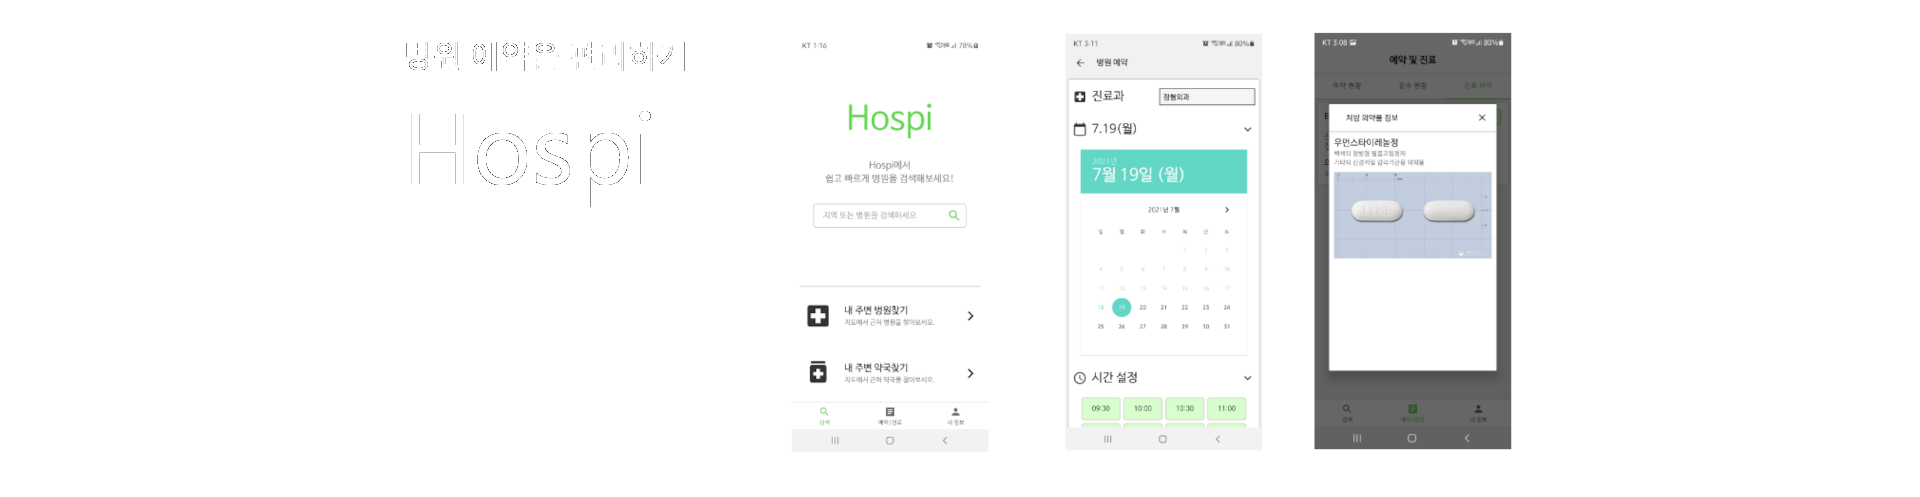 병원 예약을 편리하게
Hospi
KT 1:16
78%
Hospi
Hospi에서
쉽고 빠르게 병원을 검색해보세요!
지역 또는 병원을 검색하세요
내 주변 병원찾기
지도에서 근처 병원을 찾아보세요.
내 주변 약국찾기
지도에서 근처 약국을 찾아보세요.
검색 예약/진료 내 정보
KT 3:11
80%
병원 예약
진료과 정형외과
7.19(월)
2021년
7월 19일 (월)
2021년 7월
일 월 화 수 목 금 토
1 2 3
4 5 6 7 8 9 10
11 12 13 14 15 16 17
18 19 20 21 22 23 24
25 26 27 28 29 30 31
시간 설정
09:30 10:00 10:30 11:00
KT 3:08
80%
예약 및 진료
예약 현황 접수 현황 진료 내역
처방 의약품 정보
우먼스타이레놀정
백색의 장방형 필름코팅정제
기타의 신경계및 감각기관용 의약품
TYME
검색 예약/진료 내 정보